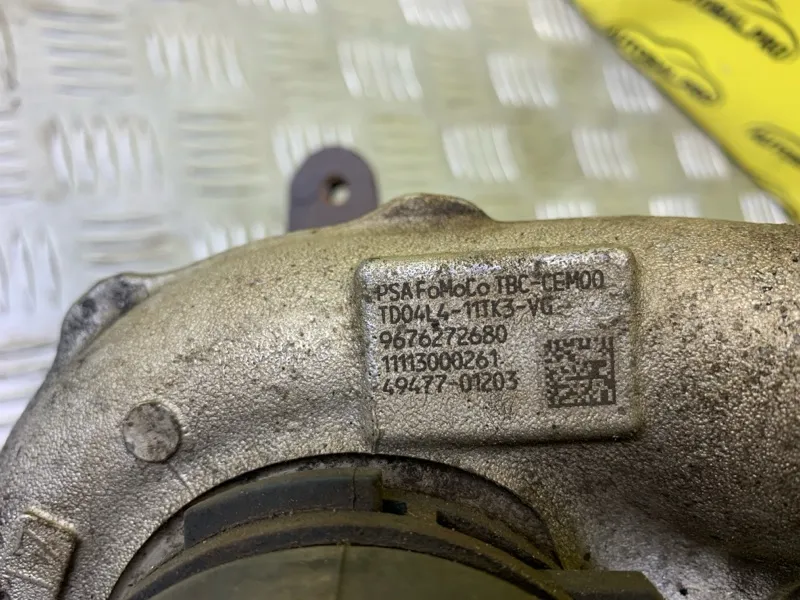 PSA FoMoCo TBC-CEM00
TD04L4-11TK3-VG
9676272680
11113000261
49477-01203